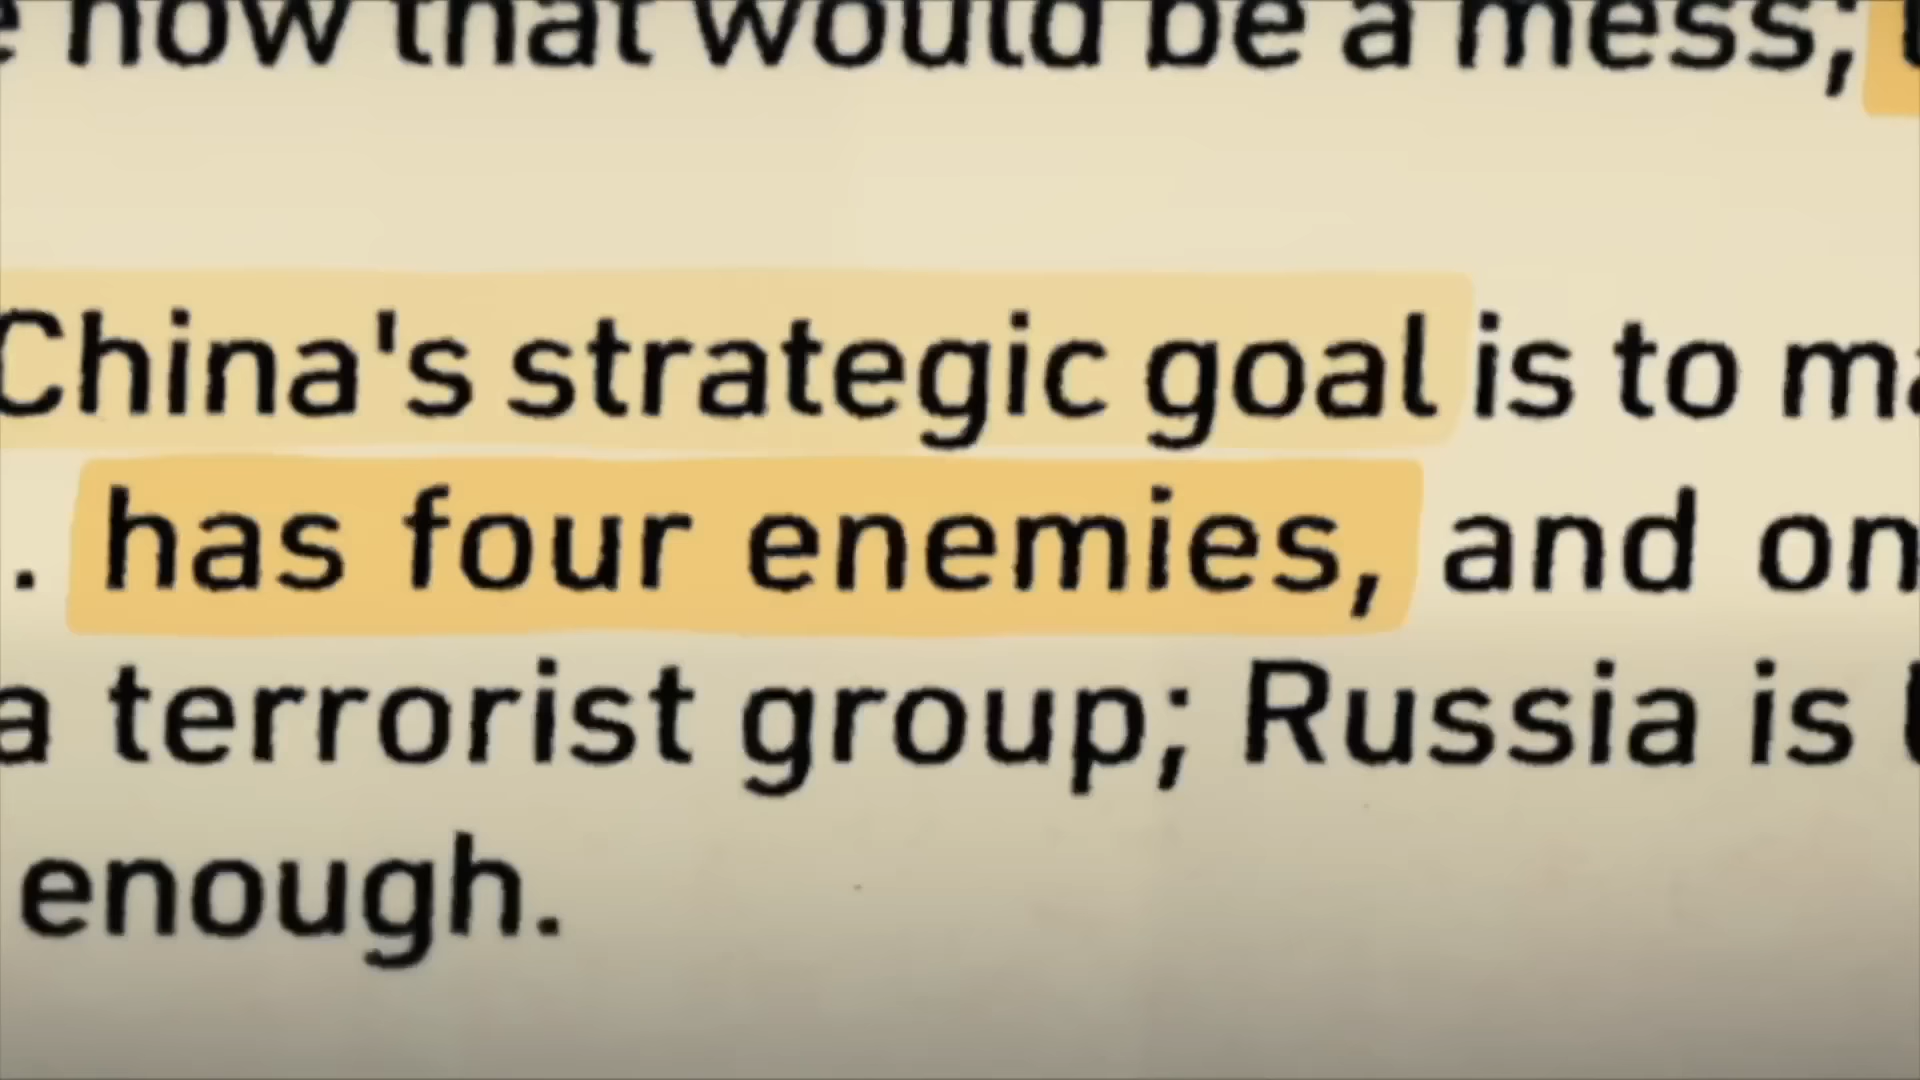 how that would be a mess;
China's strategic goal is to
. has four enemies, and
a terrorist group; Russia is
enough.